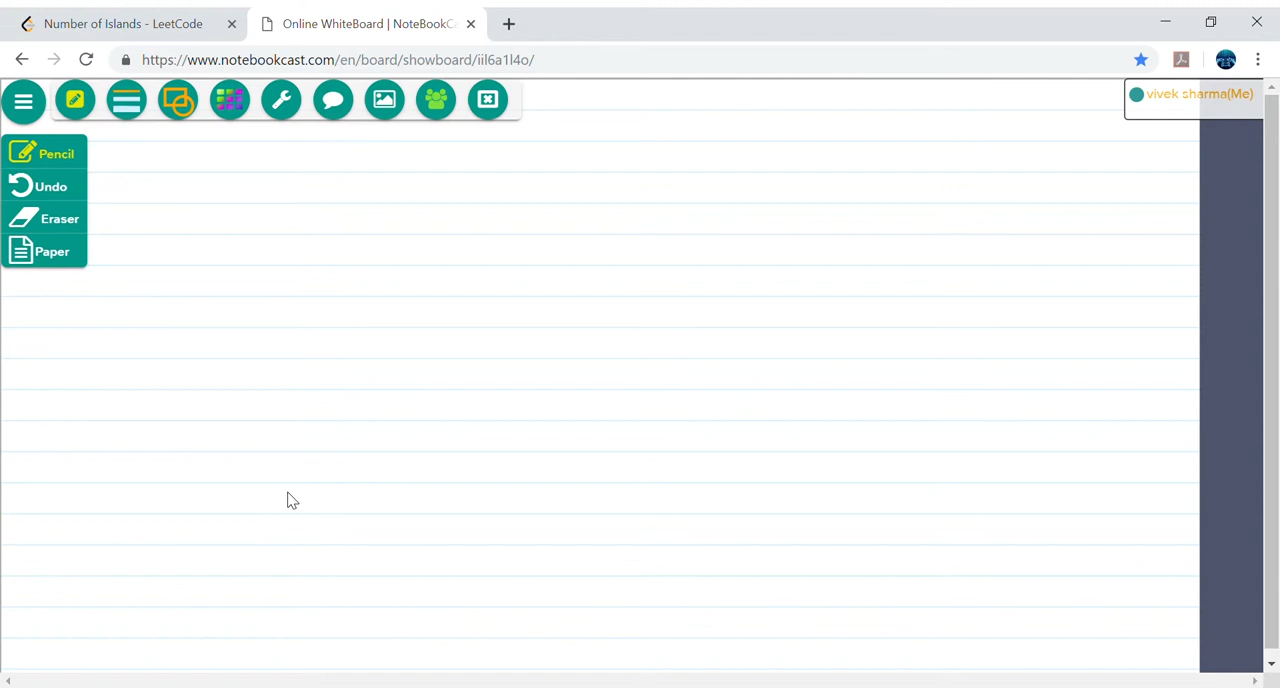 Number of Islands - LeetCode
Online WhiteBoard | NoteBookC
https://www.notebookcast.com/en/board/showboard/iil6a1l4o/
vivek sharma(Me)
Pencil
Undo
Eraser
Paper